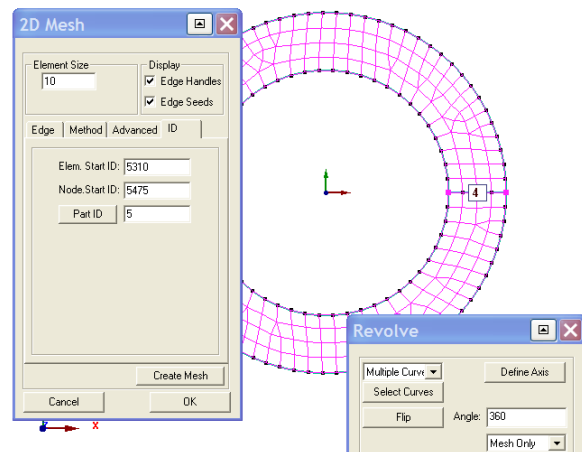 2D Mesh
Element Size
10
Display
Edge Handles
Edge Seeds
Edge Method Advanced ID
Elem. Start ID: 5310
Node.Start ID: 5475
Part ID 5
Create Mesh
Cancel OK
x
4
Revolve
Multiple Curve Define Axis
Select Curves
Flip Angle: 360
Mesh Only